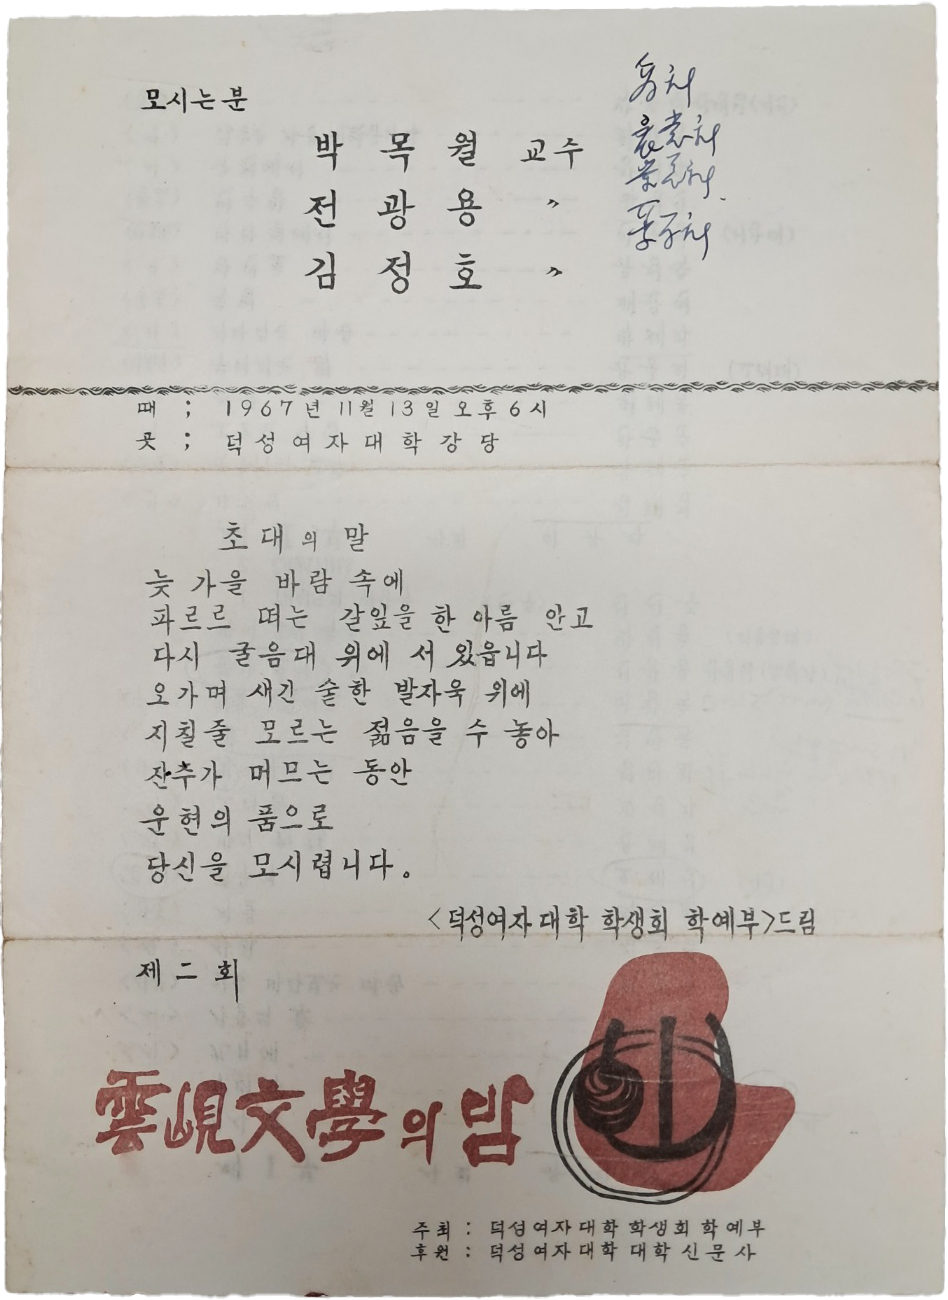 모시는분
박 목 월 교수
전 광 용 〃
김 정 호 〃
때 ; 1967년 11월 13일 오후 6시
곳 ; 덕성여자대학강당
초대의 말
늦 가을 바람 속에
파르르 떠는 갈잎을 한 아름 안고
다시 굴음대 위에 서 있읍니다
오가며 새긴 숱한 발자욱 위에
지칠줄 모르는 젊음을 수 놓아
잔추가 머므는 동안
운현의 품으로
당신을 모시렵니다.
<덕성여자대학 학생회 학예부>드림
제 二 회
雲峴文學의 밤
주최 : 덕성여자대학 학생회 학예부
후원 : 덕성여자대학 대학신문사